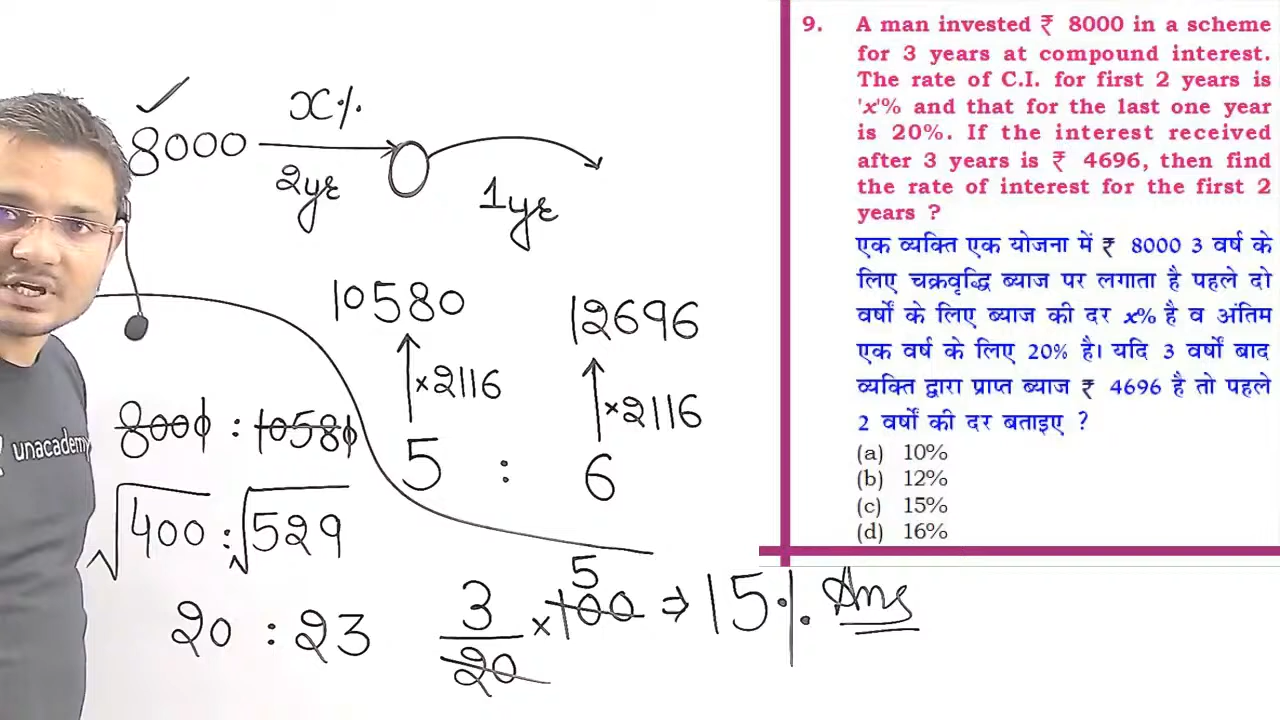 9. A man invested ₹ 8000 in a scheme
for 3 years at compound interest.
The rate of C.I. for first 2 years is
'x'% and that for the last one year
is 20%. If the interest received
after 3 years is ₹ 4696, then find
the rate of interest for the first 2
years ?
एक व्यक्ति एक योजना में ₹ 8000 3 वर्ष के
लिए चक्रवृद्धि ब्याज पर लगाता है पहले दो
वर्षों के लिए ब्याज की दर x% है व अंतिम
एक वर्ष के लिए 20% है। यदि 3 वर्षों बाद
व्यक्ति द्वारा प्राप्त ब्याज ₹ 4696 है तो पहले
2 वर्षों की दर बताइए ?
(a) 10%
(b) 12%
(c) 15%
(d) 16%
x%
8000
2yr
1yr
10580 12696
×2116 ×2116
5 : 6
8000 : 10580
√400 : √529
20 : 23
3/20 × 100 5 ⇒ 15% Ans
unacademy